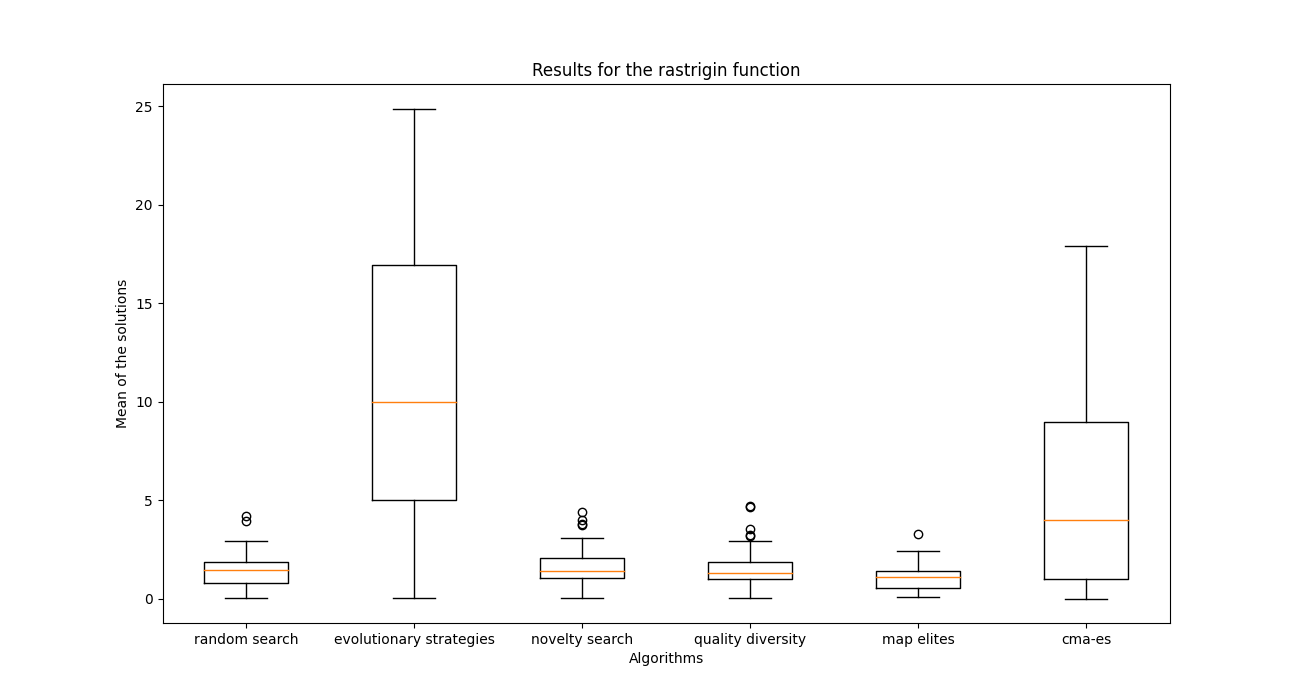 Results for the rastrigin function
25
20
15
10
5
0
Mean of the solutions
random search evolutionary strategies novelty search quality diversity map elites cma-es
Algorithms